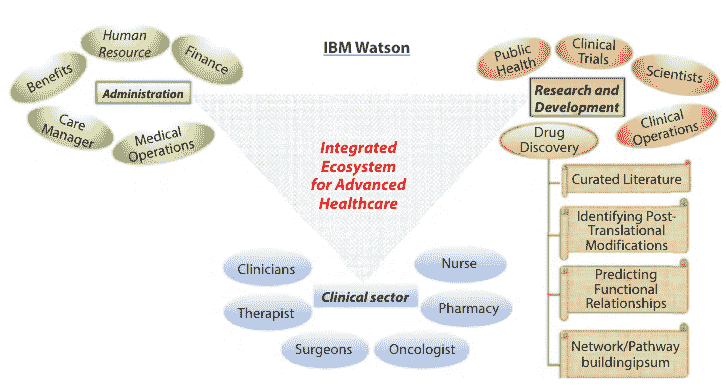 IBM Watson
Human
Resource
Finance
Benefits
Administration
Care
Manager
Medical
Operations
Public
Health
Clinical
Trials
Scientists
Research and
Development
Clinical
Operations
Drug
Discovery
Curated Literature
Identifying Post-
Translational
Modifications
Predicting
Functional
Relationships
Network/Pathway
buildingipsum
Integrated
Ecosystem
for Advanced
Healthcare
Clinicians
Nurse
Clinical sector
Therapist
Pharmacy
Surgeons
Oncologist